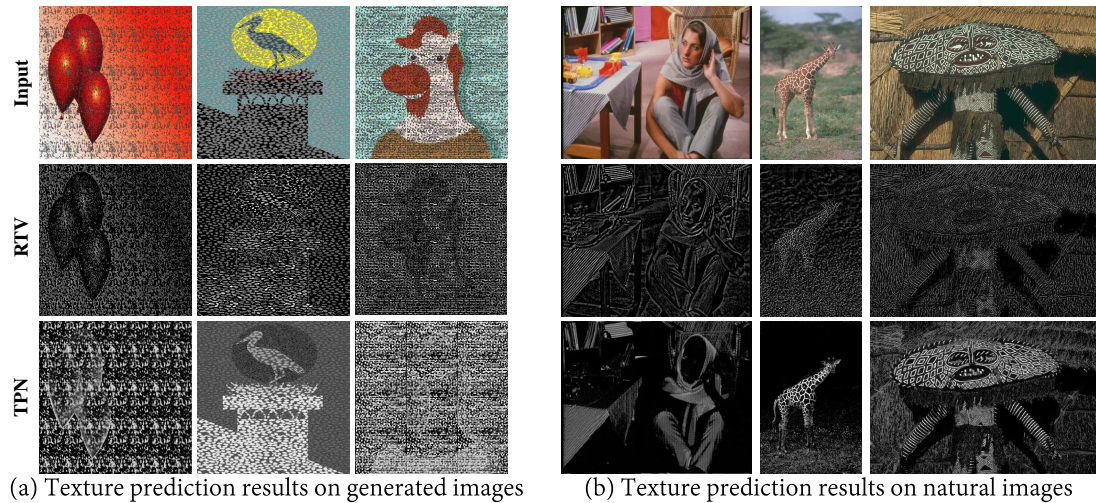 Input
RTV
TPN
(a) Texture prediction results on generated images
(b) Texture prediction results on natural images